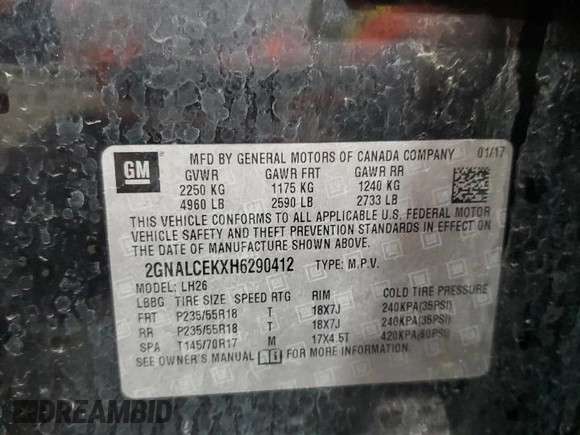 GM
MFD BY GENERAL MOTORS OF CANADA COMPANY 01/17
GVWR GAWR FRT GAWR RR
2250 KG 1175 KG 1240 KG
4960 LB 2590 LB 2733 LB
THIS VEHICLE CONFORMS TO ALL APPLICABLE U.S. FEDERAL MOTOR
VEHICLE SAFETY AND THEFT PREVENTION STANDARDS IN EFFECT ON
THE DATE OF MANUFACTURE SHOWN ABOVE.
2GNALCEKXH6290412 TYPE: M.P.V.
MODEL: LH26
LBBG TIRE SIZE SPEED RTG RIM COLD TIRE PRESSURE
FRT P235/55R18 T 18X7J 240KPA(35PSI)
RR P235/55R18 T 18X7J 240KPA(35PSI)
SPA T145/70R17 M 17X4.5T 420KPA(60PSI)
SEE OWNER'S MANUAL i FOR MORE INFORMATION.
DREAMBID